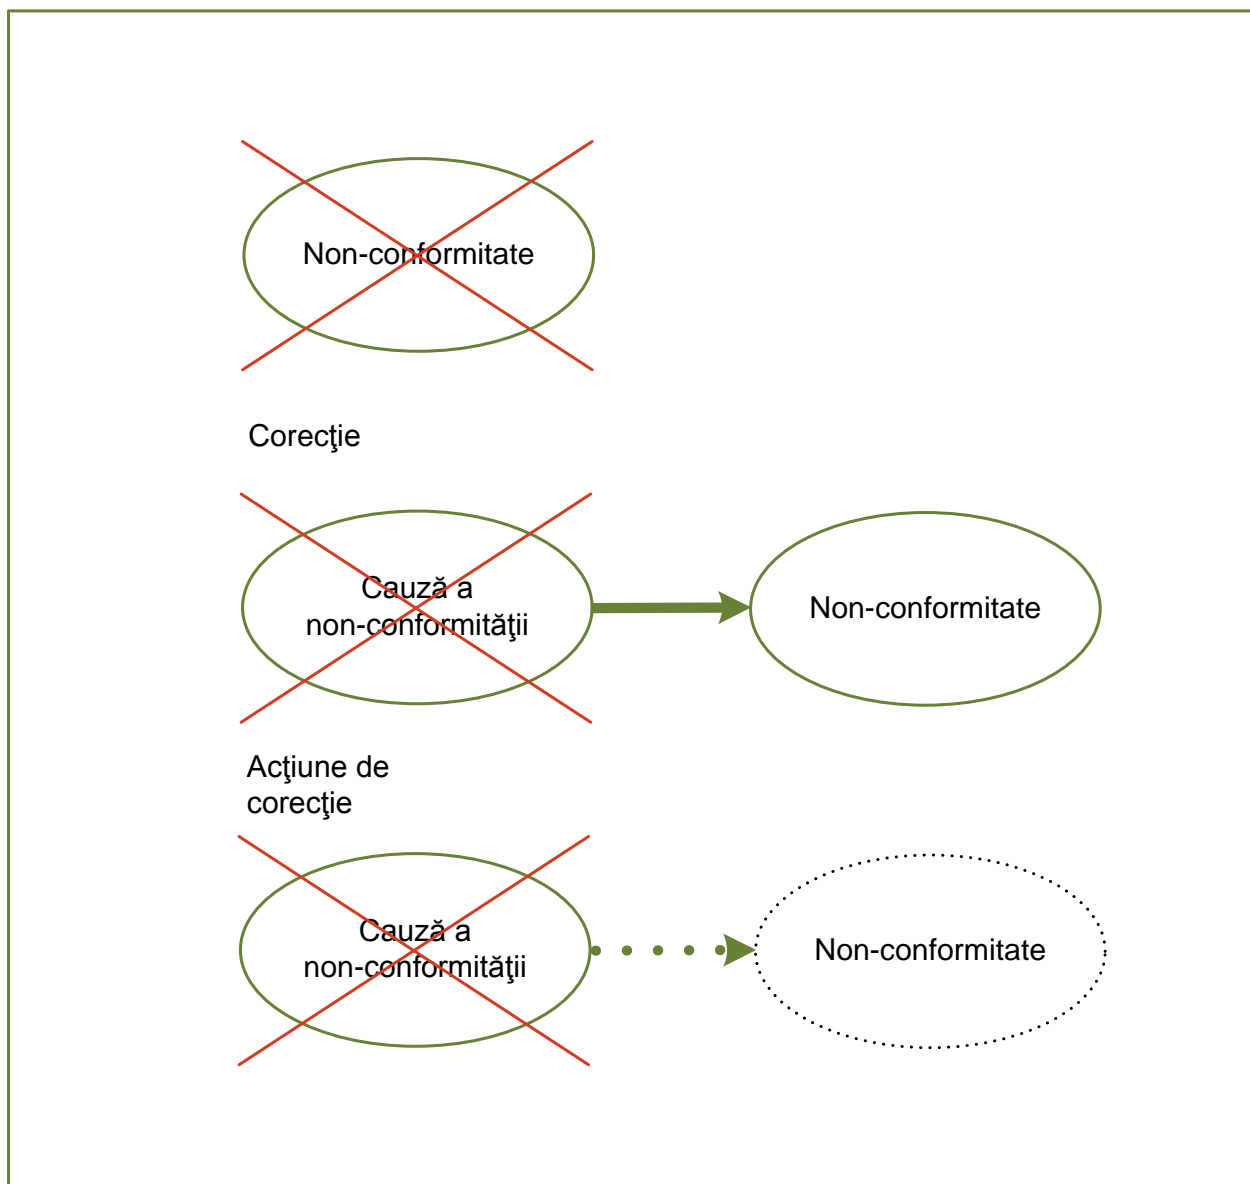 Non-conformitate
Corecţie
Cauză a
non-conformităţii
Non-conformitate
Acţiune de
corecţie
Cauză a
non-conformităţii
Non-conformitate